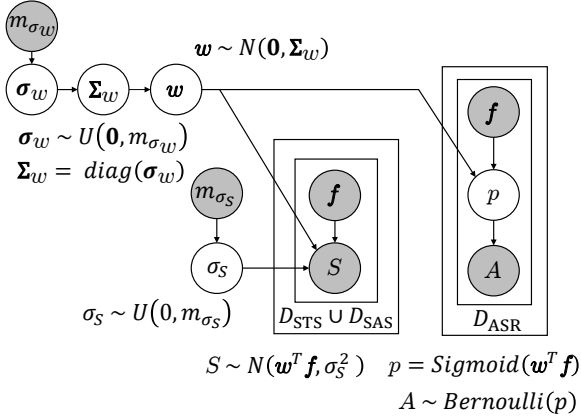 m_{σ_w}
𝒘 ~ N(𝟎, 𝚺_w)
𝝈_w 𝚺_w 𝒘
𝒇
𝝈_w ~ U(𝟎, m_{σ_w})
𝚺_w = diag(𝝈_w)
m_{σ_S} 𝒇 p
σ_S S A
D_STS ∪ D_SAS D_ASR
σ_S ~ U(0, m_{σ_S})
S ~ N(𝒘^T 𝒇, σ_S^2) p = Sigmoid(𝒘^T 𝒇)
A ~ Bernoulli(p)